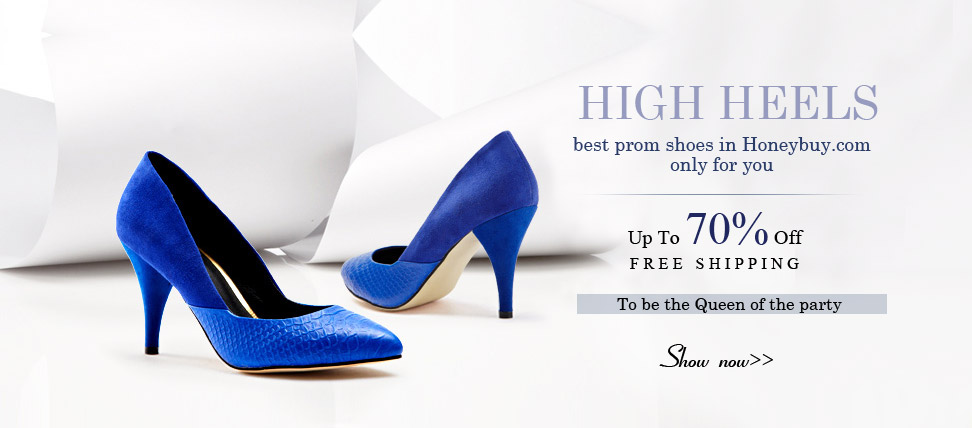 HIGH HEELS
best prom shoes in Honeybuy.com
only for you
Up To 70% Off
FREE SHIPPING
To be the Queen of the party
Show now>>